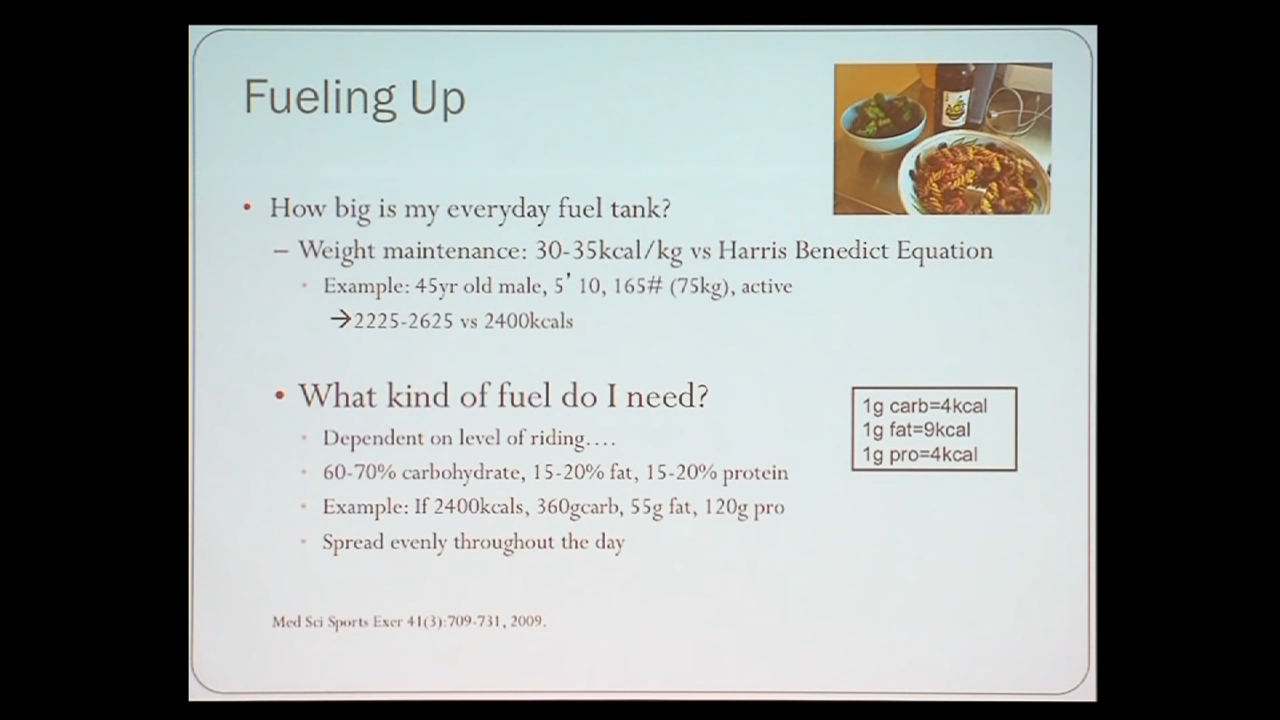 Fueling Up
• How big is my everyday fuel tank?
– Weight maintenance: 30-35kcal/kg vs Harris Benedict Equation
• Example: 45yr old male, 5’ 10, 165# (75kg), active
→2225-2625 vs 2400kcals
• What kind of fuel do I need?
• Dependent on level of riding….
• 60-70% carbohydrate, 15-20% fat, 15-20% protein
• Example: If 2400kcals, 360gcarb, 55g fat, 120g pro
• Spread evenly throughout the day
1g carb=4kcal
1g fat=9kcal
1g pro=4kcal
Med Sci Sports Exer 41(3):709-731, 2009.